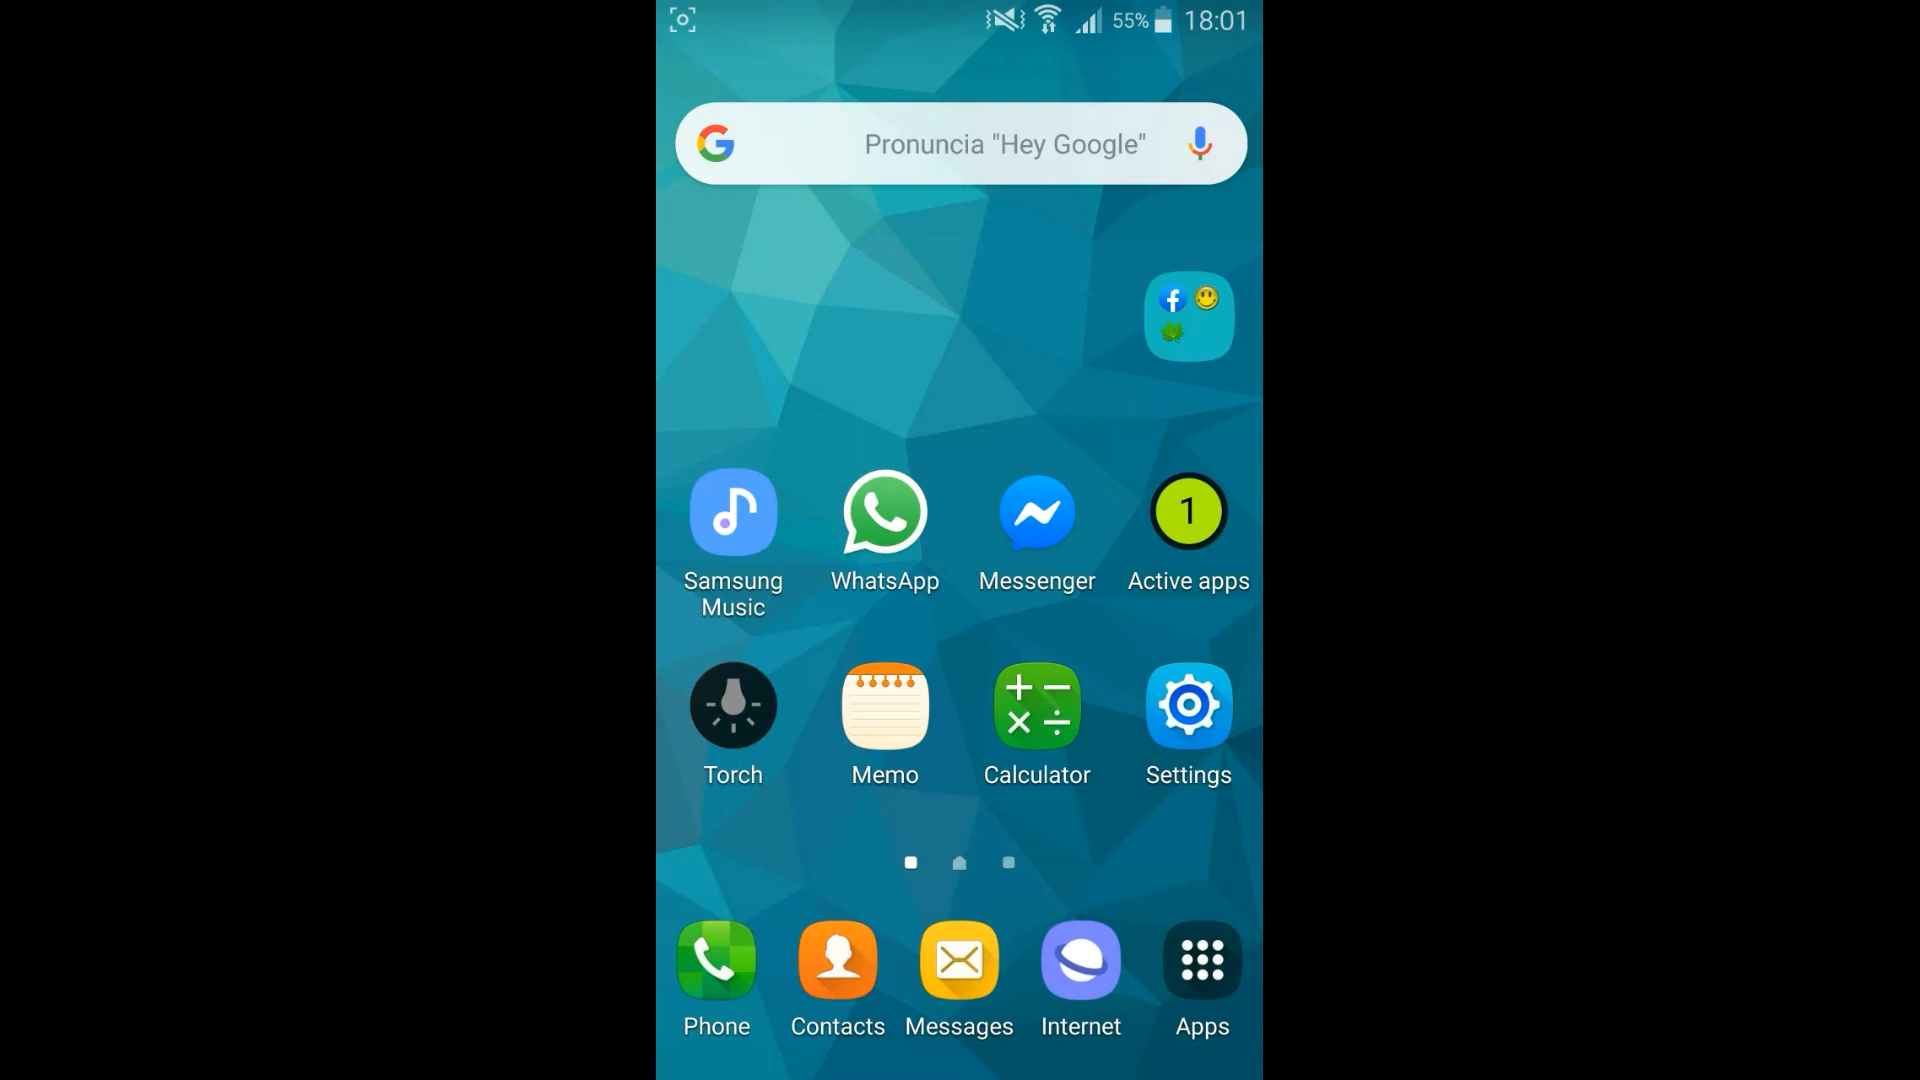 55% 18:01
Pronuncia "Hey Google"
1
Samsung Music WhatsApp Messenger Active apps
Torch Memo Calculator Settings
Phone Contacts Messages Internet Apps